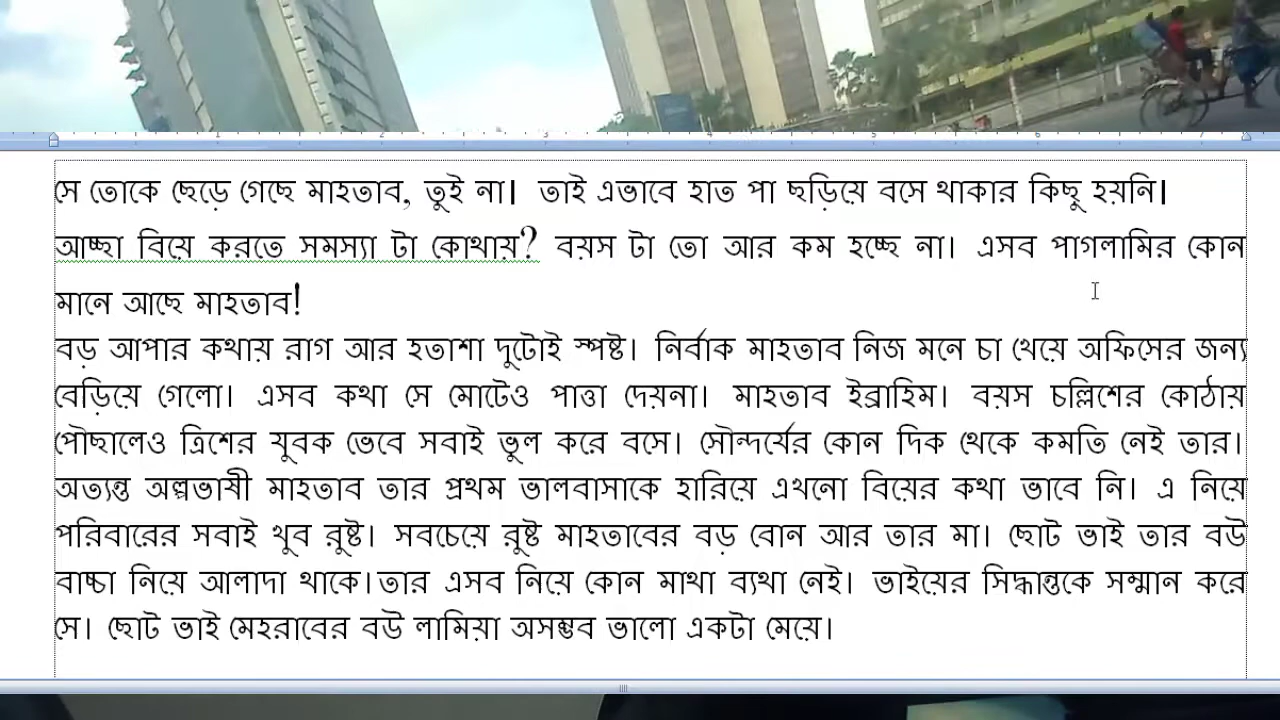 সে তোকে ছেড়ে গেছে মাহতাব, তুই না। তাই এভাবে হাত পা ছড়িয়ে বসে থাকার কিছু হয়নি।
আচ্ছা বিয়ে করতে সমস্যা টা কোথায়? বয়স টা তো আর কম হচ্ছে না। এসব পাগলামির কোন
মানে আছে মাহতাব!
বড় আপার কথায় রাগ আর হতাশা দুটোই স্পষ্ট। নির্বাক মাহতাব নিজ মনে চা খেয়ে অফিসের জন্য
বেড়িয়ে গেলো। এসব কথা সে মোটেও পাত্তা দেয়না। মাহতাব ইব্রাহিম। বয়স চল্লিশের কোঠায়
পৌছালেও ত্রিশের যুবক ভেবে সবাই ভুল করে বসে। সৌন্দর্যের কোন দিক থেকে কমতি নেই তার।
অত্যন্ত অল্পভাষী মাহতাব তার প্রথম ভালবাসাকে হারিয়ে এখনো বিয়ের কথা ভাবে নি। এ নিয়ে
পরিবারের সবাই খুব রুষ্ট। সবচেয়ে রুষ্ট মাহতাবের বড় বোন আর তার মা। ছোট ভাই তার বউ
বাচ্চা নিয়ে আলাদা থাকে।তার এসব নিয়ে কোন মাথা ব্যথা নেই। ভাইয়ের সিদ্ধান্তকে সম্মান করে
সে। ছোট ভাই মেহরাবের বউ লামিয়া অসম্ভব ভালো একটা মেয়ে।